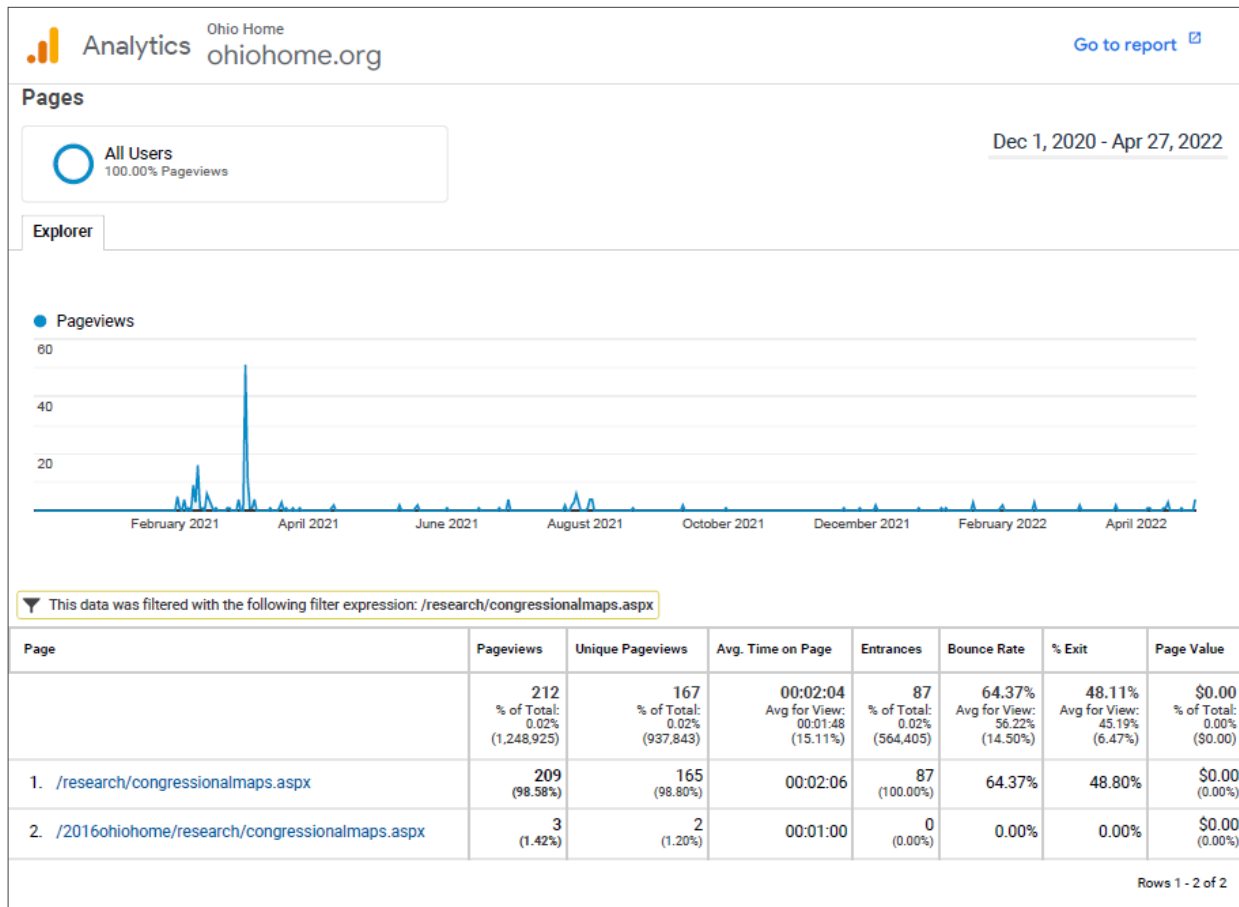 Analytics
Ohio Home
ohiohome.org
Go to report
Pages
All Users
100.00% Pageviews
Dec 1, 2020 - Apr 27, 2022
Explorer
Pageviews
60
40
20
February 2021 April 2021 June 2021 August 2021 October 2021 December 2021 February 2022 April 2022
This data was filtered with the following filter expression: /research/congressionalmaps.aspx
Page Pageviews Unique Pageviews Avg. Time on Page Entrances Bounce Rate % Exit Page Value
212 167 00:02:04 87 64.37% 48.11% $0.00
% of Total: % of Total: Avg for View: % of Total: Avg for View: Avg for View: % of Total:
0.02% 0.02% 00:01:48 0.02% 56.22% 45.19% 0.00%
(1,248,925) (937,843) (15.11%) (564,405) (14.50%) (6.47%) ($0.00)
1. /research/congressionalmaps.aspx 209 165 00:02:06 87 64.37% 48.80% $0.00
(98.58%) (98.80%) (100.00%) (0.00%)
2. /2016ohiohome/research/congressionalmaps.aspx 3 2 00:01:00 0 0.00% 0.00% $0.00
(1.42%) (1.20%) (0.00%) (0.00%)
Rows 1 - 2 of 2